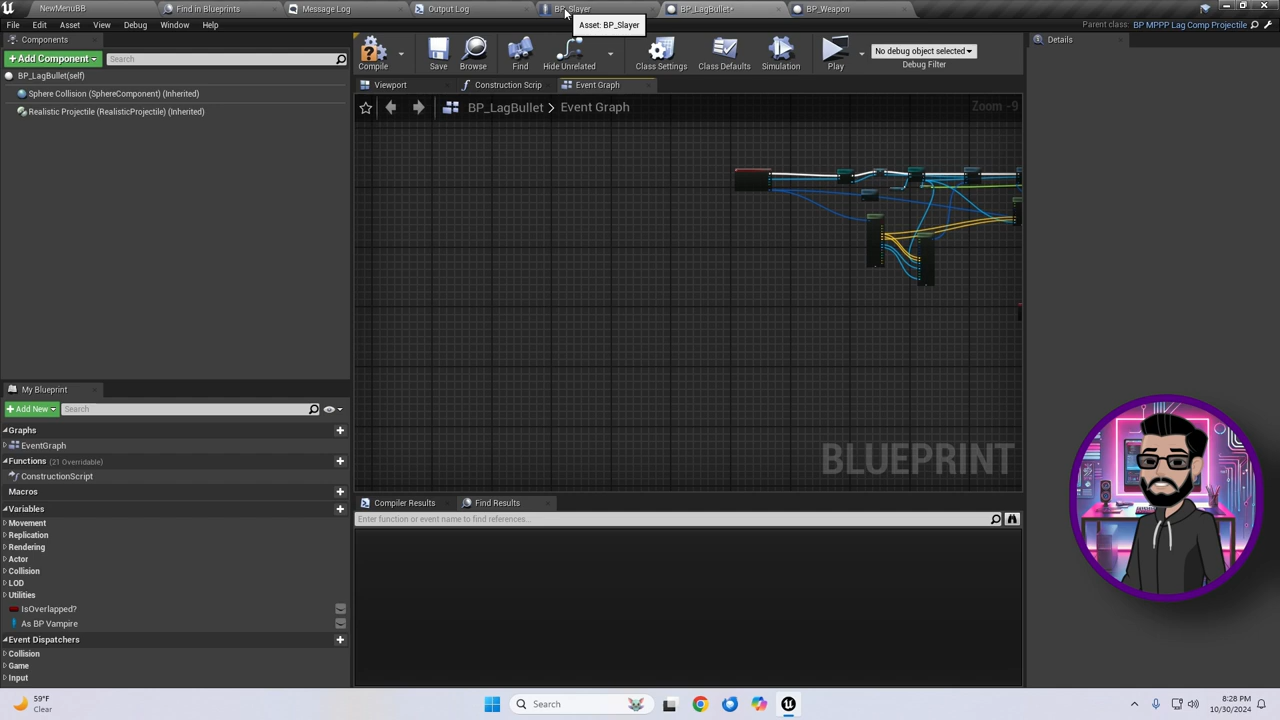 NewMenuBB Find in Blueprints Message Log Output Log BP_Slayer BP_LagBullet* BP_Weapon
Asset: BP_Slayer
File Edit Asset View Debug Window Help Parent class: BP MPPP Lag Comp Projectile
Components Details
+Add Component Search
Compile Save Browse Find Hide Unrelated Class Settings Class Defaults Simulation Play No debug object selected Debug Filter
BP_LagBullet(self)
Sphere Collision (SphereComponent) (Inherited)
Realistic Projectile (RealisticProjectile) (Inherited)
Viewport Construction Scrip Event Graph
BP_LagBullet > Event Graph Zoom -9
BLUEPRINT
My Blueprint
+Add New Search
Graphs
EventGraph
Functions (21 Overridable)
ConstructionScript
Macros
Variables
Movement
Replication
Rendering
Actor
Collision
LOD
Utilities
IsOverlapped?
As BP Vampire
Event Dispatchers
Collision
Game
Input
Compiler Results Find Results
Enter function or event name to find references...
59°F
Clear
Search
8:28 PM
10/30/2024